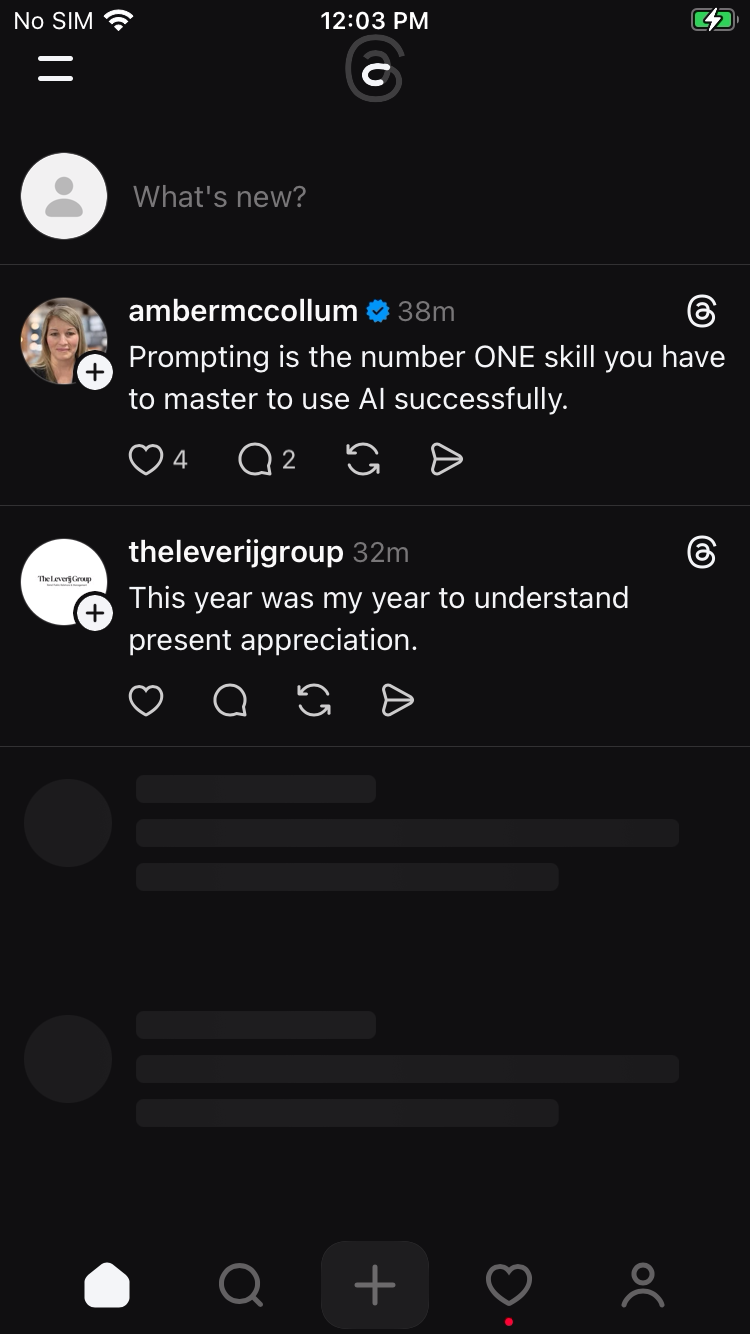 No SIM 12:03 PM
What's new?
ambermccollum 38m
Prompting is the number ONE skill you have
to master to use AI successfully.
4 2
The Leverij Group
theleverijgroup 32m
This year was my year to understand
present appreciation.